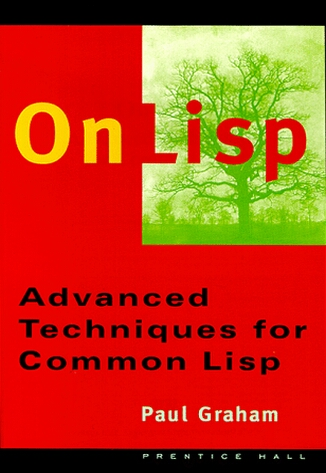 On Lisp
Advanced
Techniques for
Common Lisp
Paul Graham
PRENTICE HALL